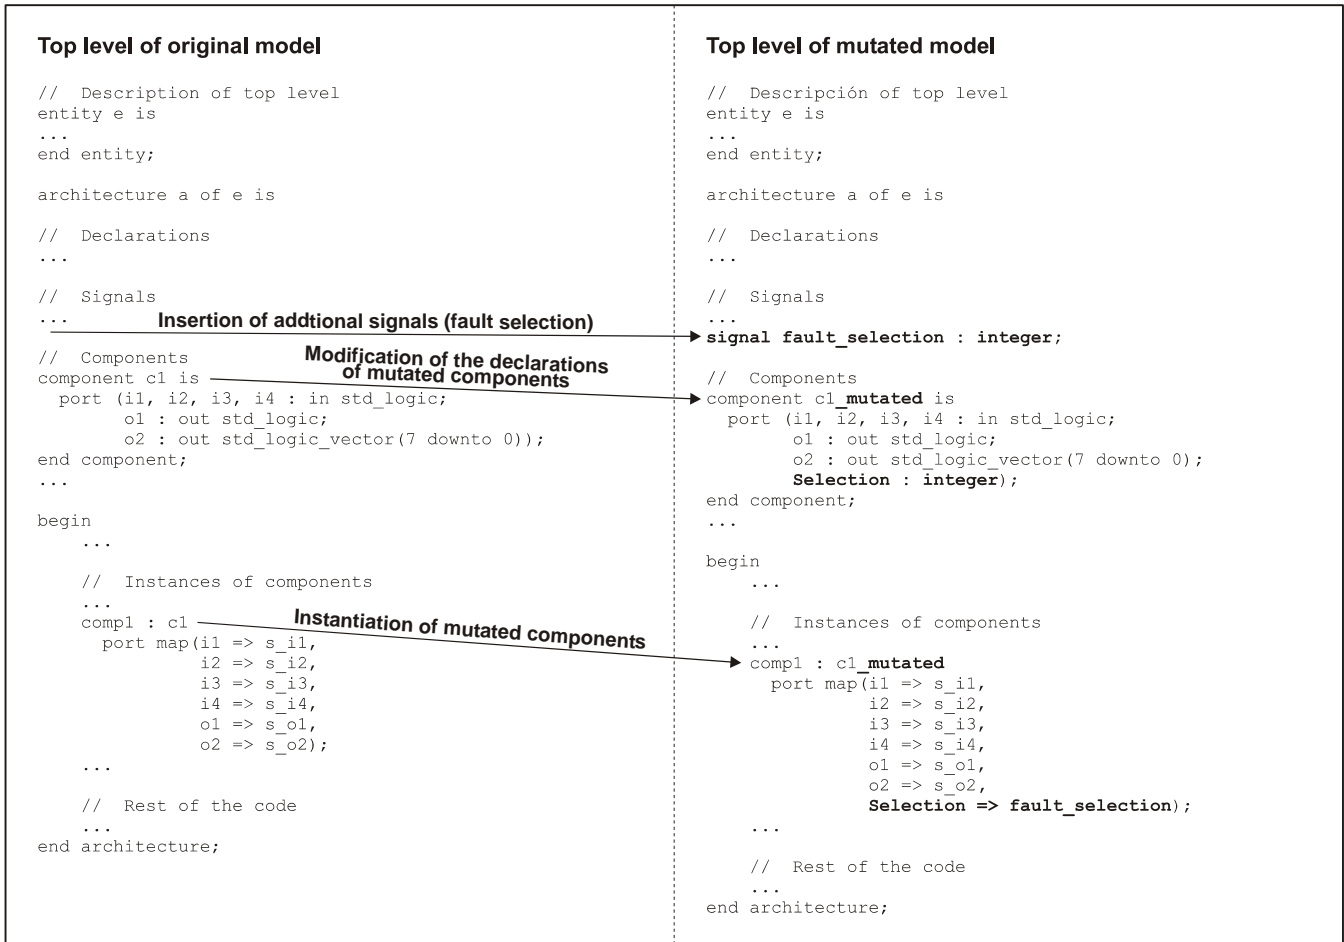 Top level of original model
// Description of top level
entity e is
...
end entity;
architecture a of e is
// Declarations
...
// Signals
...
// Components
component c1 is
port (i1, i2, i3, i4 : in std_logic;
o1 : out std_logic;
o2 : out std_logic_vector(7 downto 0));
end component;
...
begin
...
// Instances of components
...
comp1 : c1
port map(i1 => s_i1,
i2 => s_i2,
i3 => s_i3,
i4 => s_i4,
o1 => s_o1,
o2 => s_o2);
...
// Rest of the code
...
end architecture;
Insertion of addtional signals (fault selection)
Modification of the declarations
of mutated components
Instantiation of mutated components
Top level of mutated model
// Descripción of top level
entity e is
...
end entity;
architecture a of e is
// Declarations
...
// Signals
...
signal fault_selection : integer;
// Components
component c1_mutated is
port (i1, i2, i3, i4 : in std_logic;
o1 : out std_logic;
o2 : out std_logic_vector(7 downto 0);
Selection : integer);
end component;
...
begin
...
// Instances of components
...
comp1 : c1_mutated
port map(i1 => s_i1,
i2 => s_i2,
i3 => s_i3,
i4 => s_i4,
o1 => s_o1,
o2 => s_o2,
Selection => fault_selection);
...
// Rest of the code
...
end architecture;